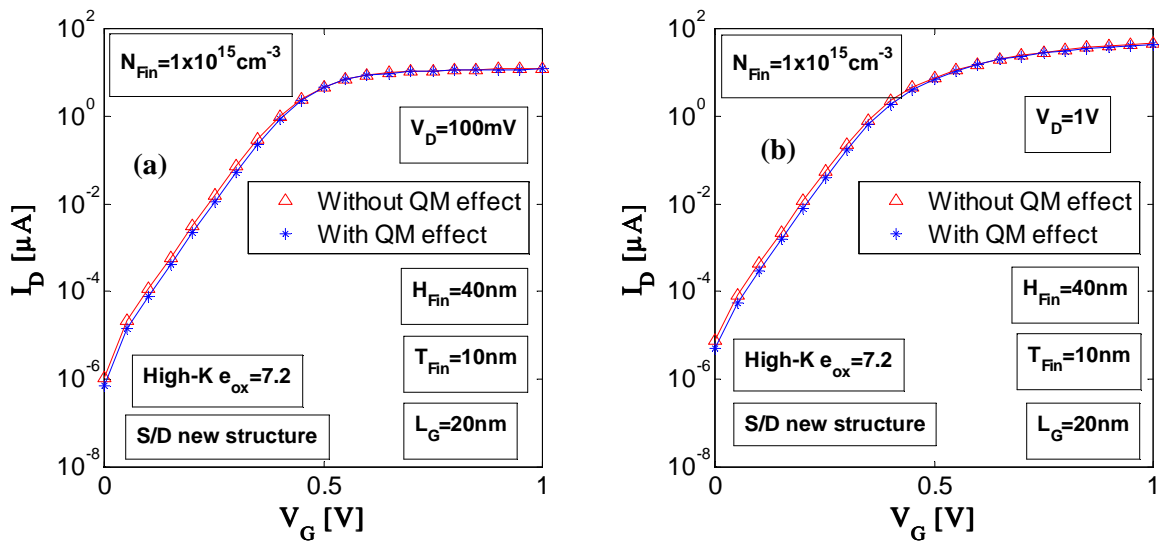 10^2
10^0
10^-2
10^-4
10^-6
10^-8
I_D [μA]
N_Fin=1x10^15cm^-3
V_D=100mV
(a)
Without QM effect
With QM effect
H_Fin=40nm
T_Fin=10nm
High-K e_ox=7.2
S/D new structure
L_G=20nm
0
0.5
1
V_G [V]
10^2
10^0
10^-2
10^-4
10^-6
10^-8
I_D [μA]
N_Fin=1x10^15cm^-3
V_D=1V
(b)
Without QM effect
With QM effect
H_Fin=40nm
T_Fin=10nm
High-K e_ox=7.2
S/D new structure
L_G=20nm
0
0.5
1
V_G [V]